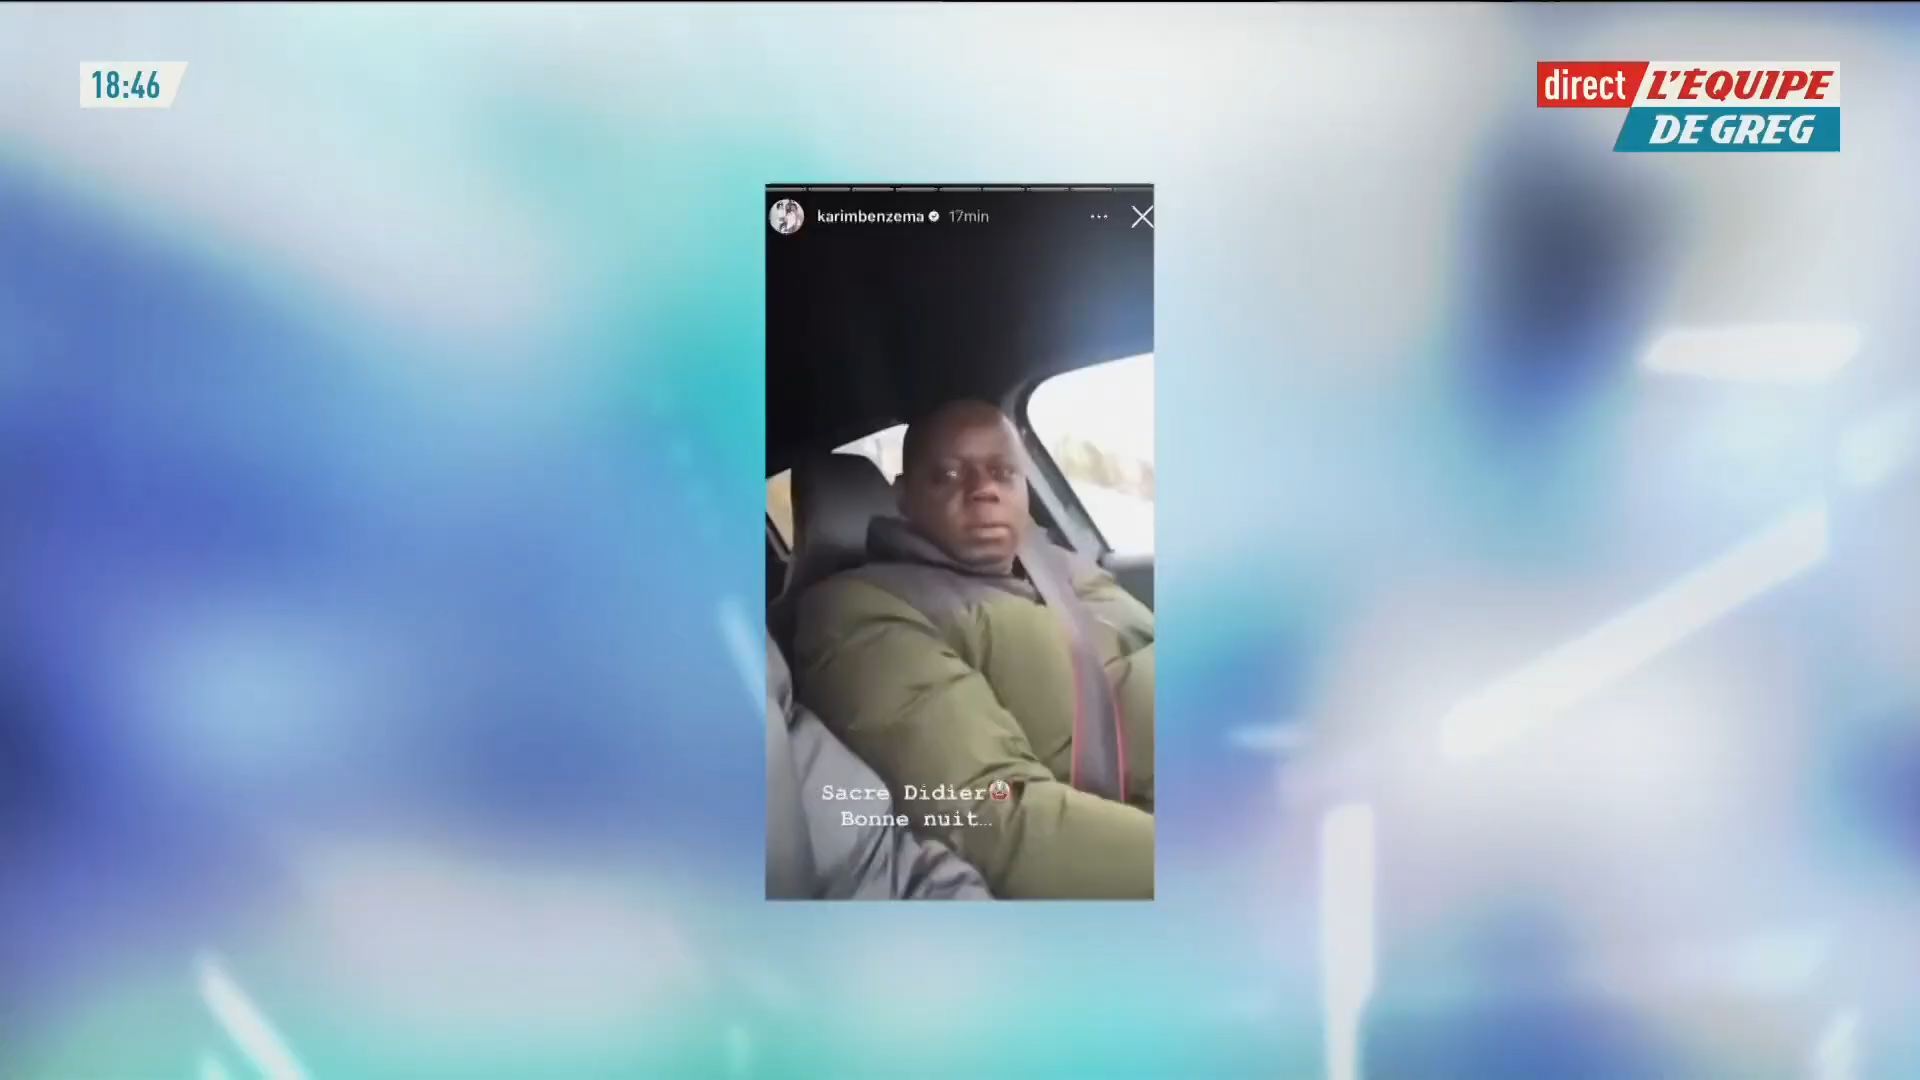 18:46
direct L'ÉQUIPE
DE GREG
karimbenzema 17min
Sacre Didier🤡
Bonne nuit...